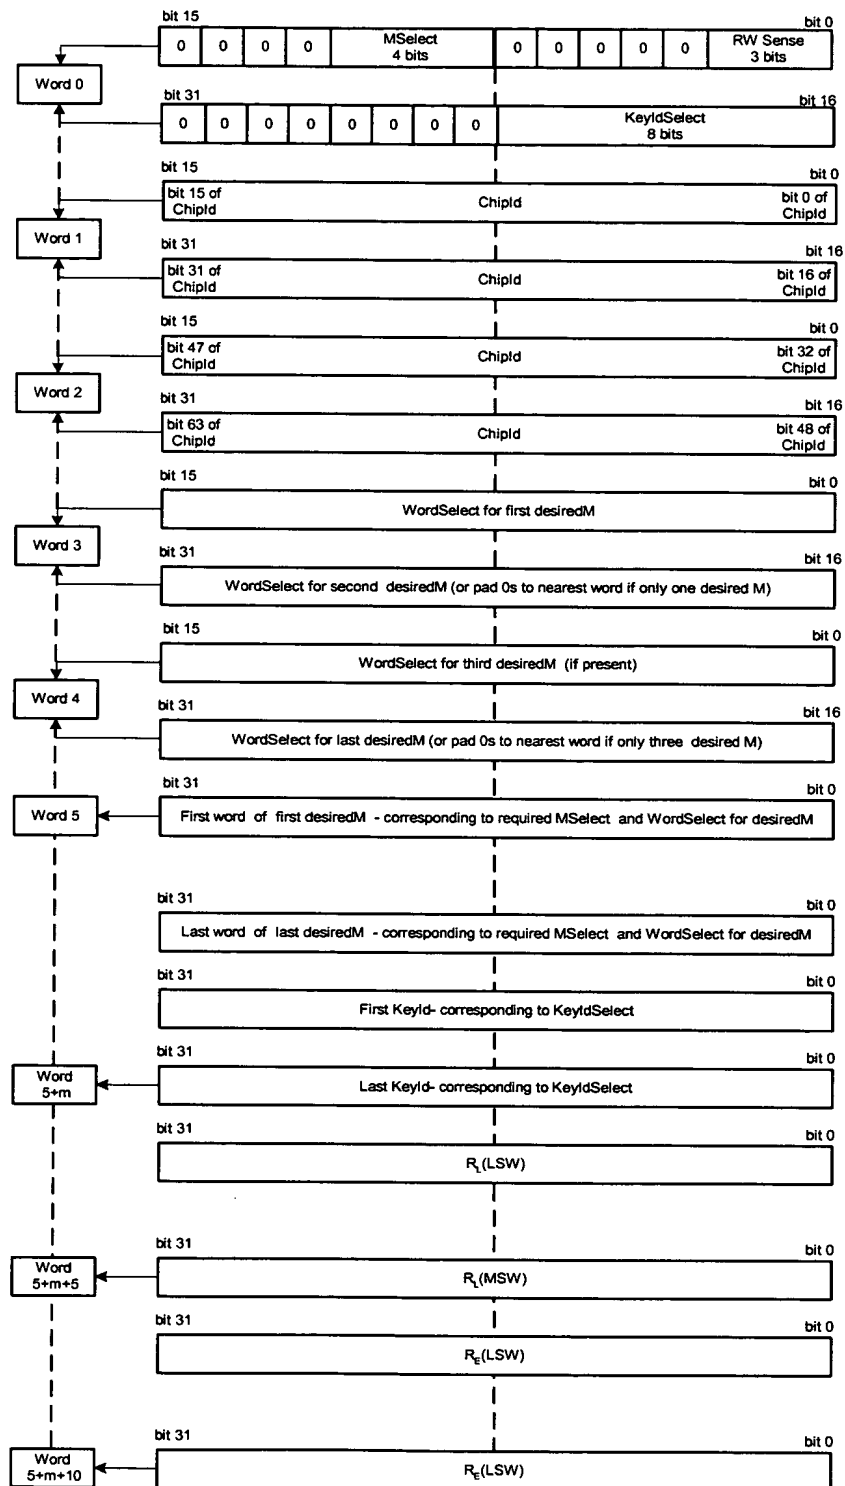 bit 15
bit 0
0 0 0 0 MSelect 0 0 0 0 0 RW Sense
4 bits 3 bits
Word 0
bit 31
bit 16
0 0 0 0 0 0 0 0 KeyIdSelect
8 bits
bit 15
bit 0
bit 15 of ChipId bit 0 of
ChipId ChipId
Word 1
bit 31
bit 16
bit 31 of ChipId bit 16 of
ChipId ChipId
bit 15
bit 0
bit 47 of ChipId bit 32 of
ChipId ChipId
Word 2
bit 31
bit 16
bit 63 of ChipId bit 48 of
ChipId ChipId
bit 15
bit 0
WordSelect for first desiredM
Word 3
bit 31
bit 16
WordSelect for second desiredM (or pad 0s to nearest word if only one desired M)
bit 15
bit 0
WordSelect for third desiredM (if present)
Word 4
bit 31
bit 16
WordSelect for last desiredM (or pad 0s to nearest word if only three desired M)
bit 31
bit 0
Word 5
First word of first desiredM - corresponding to required MSelect and WordSelect for desiredM
bit 31
bit 0
Last word of last desiredM - corresponding to required MSelect and WordSelect for desiredM
bit 31
bit 0
First KeyId- corresponding to KeyIdSelect
bit 31
bit 0
Word
5+m
Last KeyId- corresponding to KeyIdSelect
bit 31
bit 0
RL(LSW)
bit 31
bit 0
Word
5+m+5
RL(MSW)
bit 31
bit 0
RE(LSW)
bit 31
bit 0
Word
5+m+10
RE(LSW)